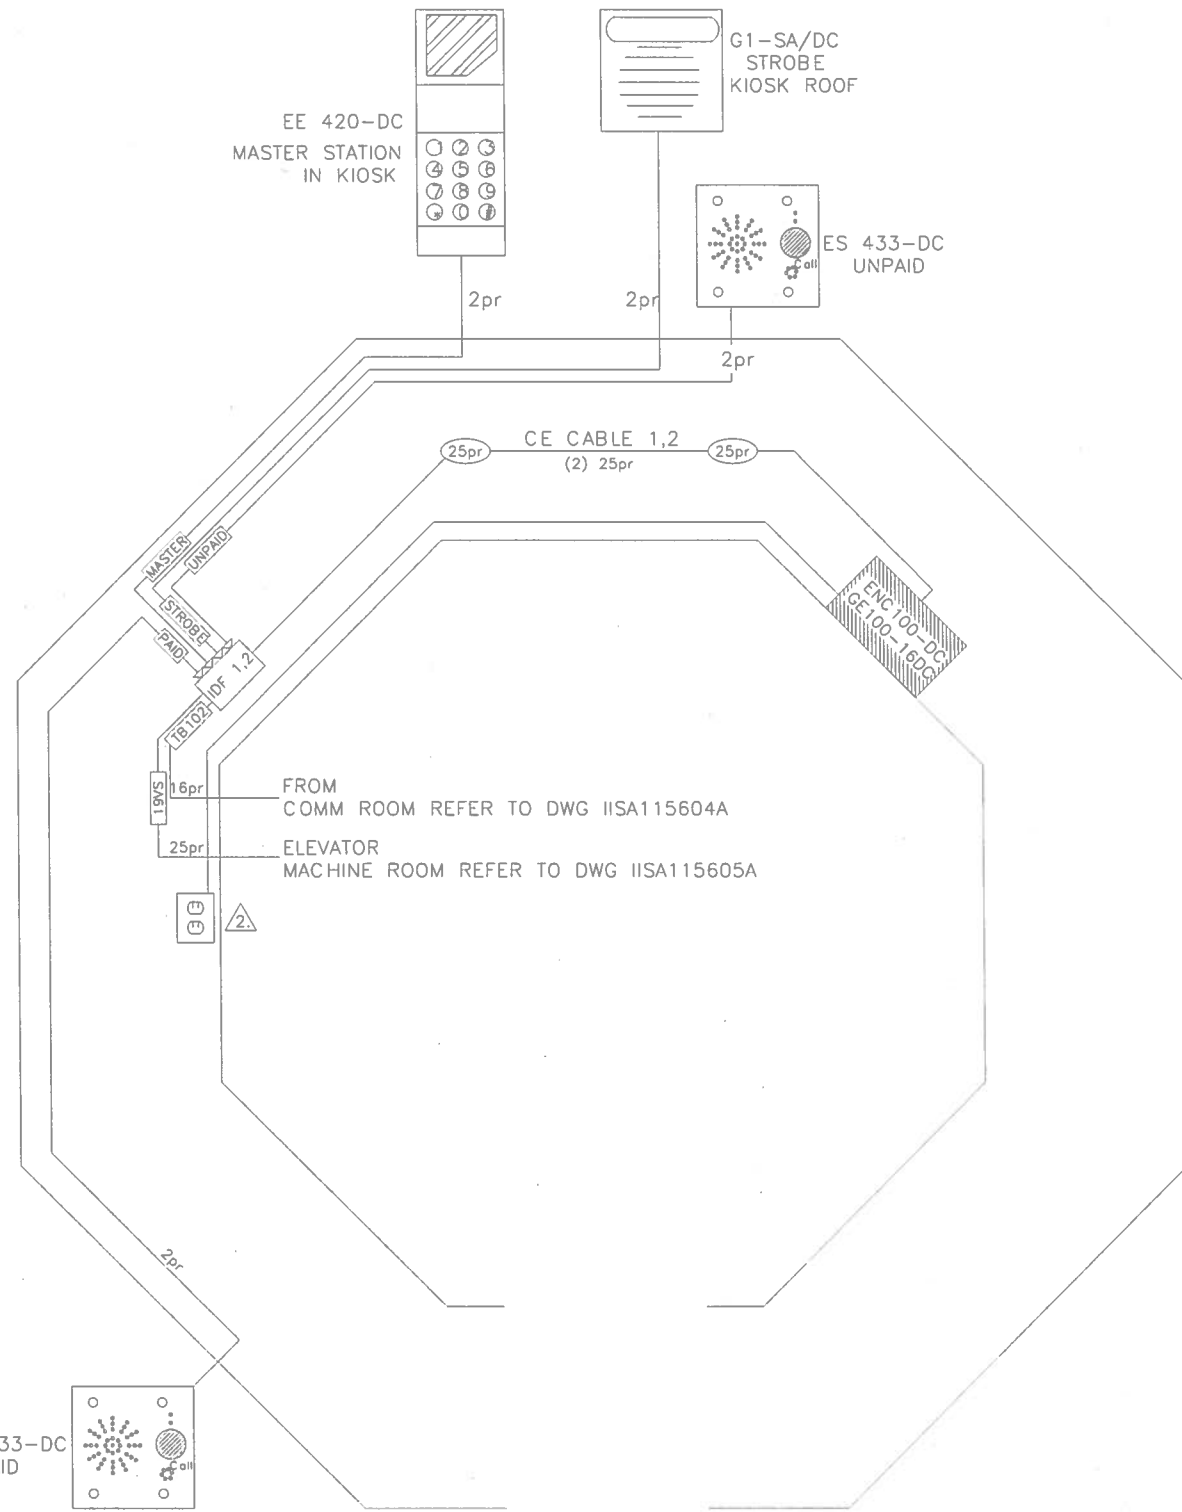 G1-SA/DC
STROBE
KIOSK ROOF
EE 420-DC
MASTER STATION
IN KIOSK
1 2 3
4 5 6
7 8 9
* 0 #
ES 433-DC
UNPAID
Call
2pr
2pr
2pr
CE CABLE 1,2
25pr
25pr
(2) 25pr
MASTER
UNPAID
STROBE
PAID
IDF 1,2
TB102
ENC100-DC
GE100-16DC
19VS
16pr
FROM
COMM ROOM REFER TO DWG IISA115604A
25pr
ELEVATOR
MACHINE ROOM REFER TO DWG IISA115605A
2.
2pr
33-DC
ID
Call